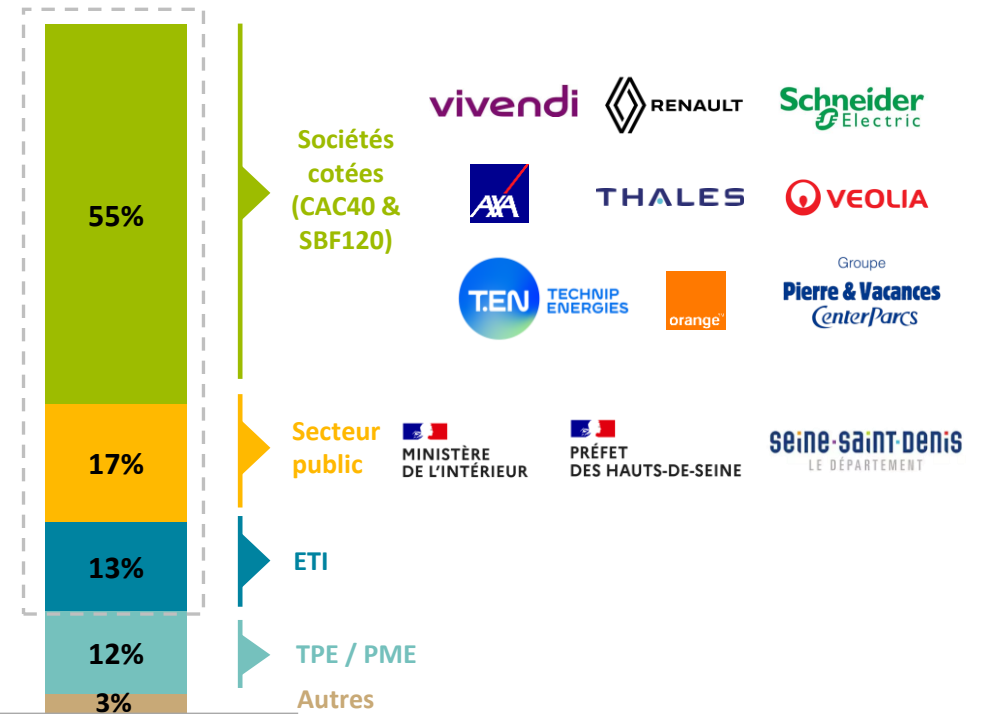 55%
Sociétés
cotées
(CAC40 &
SBF120)
vivendi
RENAULT
Schneider
Electric
AXA
THALES
VEOLIA
T.EN
TECHNIP
ENERGIES
orange™
Groupe
Pierre & Vacances
CenterParcs
17%
Secteur
public
MINISTÈRE
DE L'INTÉRIEUR
PRÉFET
DES HAUTS-DE-SEINE
seine-saint-denis
LE DÉPARTEMENT
13%
ETI
12%
TPE / PME
3%
Autres